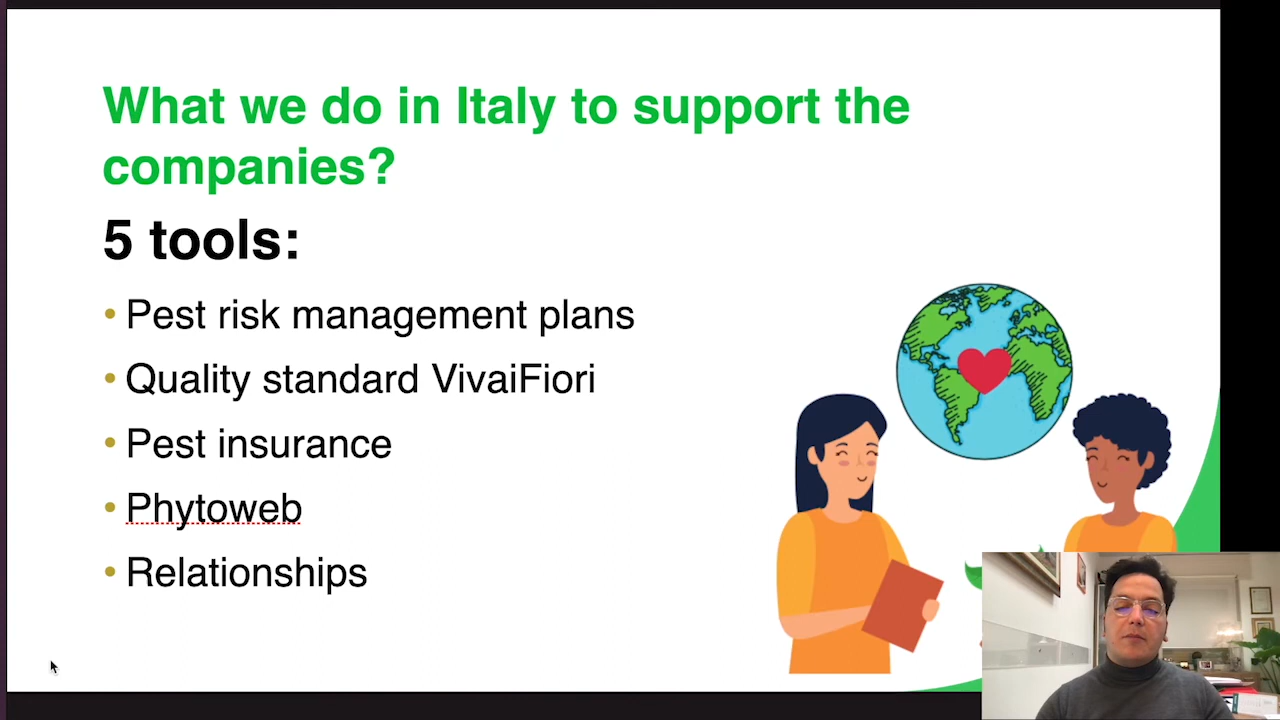 What we do in Italy to support the
companies?
5 tools:
• Pest risk management plans
• Quality standard VivaiFiori
• Pest insurance
• Phytoweb
• Relationships